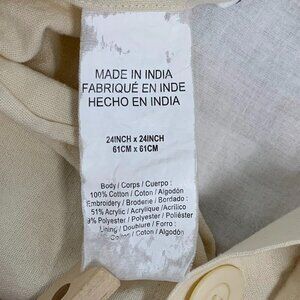 MADE IN INDIA
FABRIQUÉ EN INDE
HECHO EN INDIA
24INCH x 24INCH
61CM x 61CM
Body / Corps / Cuerpo :
100% Cotton / Coton / Algodón
Embroidery / Broderie / Bordado :
51% Acrylic / Acrylique / Acrílico
9% Polyester / Polyester / Poliéster
Lining / Doublure / Forro :
Coton / Algodón